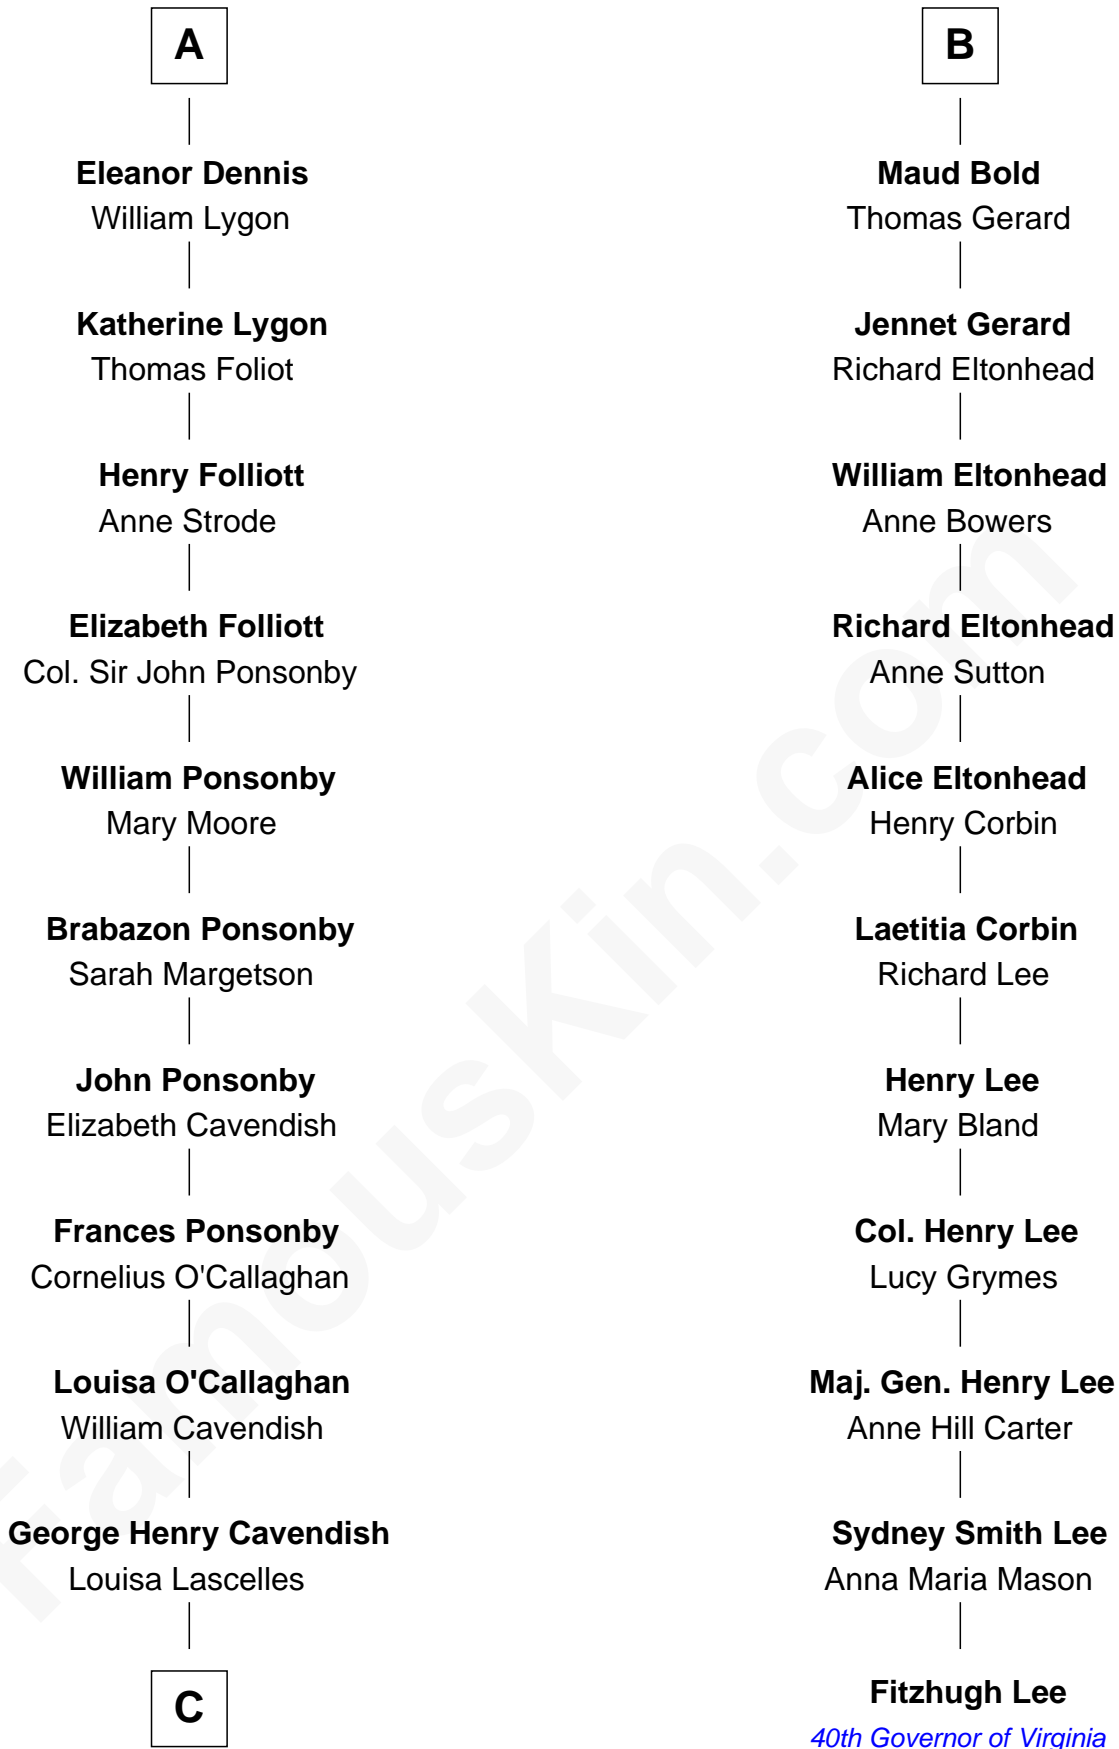 A
Eleanor Dennis
William Lygon
Katherine Lygon
Thomas Foliot
Henry Folliott
Anne Strode
Elizabeth Folliott
Col. Sir John Ponsonby
William Ponsonby
Mary Moore
Brabazon Ponsonby
Sarah Margetson
John Ponsonby
Elizabeth Cavendish
Frances Ponsonby
Cornelius O'Callaghan
Louisa O'Callaghan
William Cavendish
George Henry Cavendish
Louisa Lascelles
C
B
Maud Bold
Thomas Gerard
Jennet Gerard
Richard Eltonhead
William Eltonhead
Anne Bowers
Richard Eltonhead
Anne Sutton
Alice Eltonhead
Henry Corbin
Laetitia Corbin
Richard Lee
Henry Lee
Mary Bland
Col. Henry Lee
Lucy Grymes
Maj. Gen. Henry Lee
Anne Hill Carter
Sydney Smith Lee
Anna Maria Mason
Fitzhugh Lee
40th Governor of Virginia
FamousKin.com